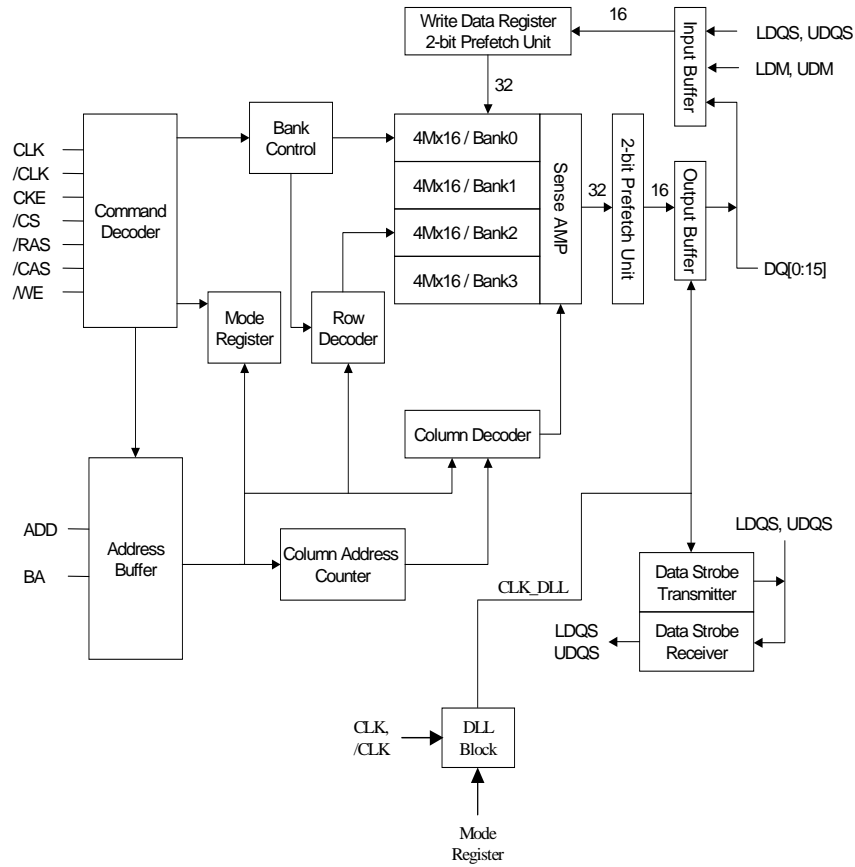 Write Data Register
2-bit Prefetch Unit
16
Input Buffer
LDQS, UDQS
LDM, UDM
32
CLK
/CLK
CKE
/CS
/RAS
/CAS
/WE
Command
Decoder
Bank
Control
4Mx16 / Bank0
4Mx16 / Bank1
4Mx16 / Bank2
4Mx16 / Bank3
Sense AMP
32
2-bit Prefetch Unit
16
Output Buffer
DQ[0:15]
Mode
Register
Row
Decoder
Column Decoder
ADD
BA
Address
Buffer
Column Address
Counter
CLK_DLL
LDQS, UDQS
Data Strobe
Transmitter
Data Strobe
Receiver
LDQS
UDQS
CLK,
/CLK
DLL
Block
Mode
Register